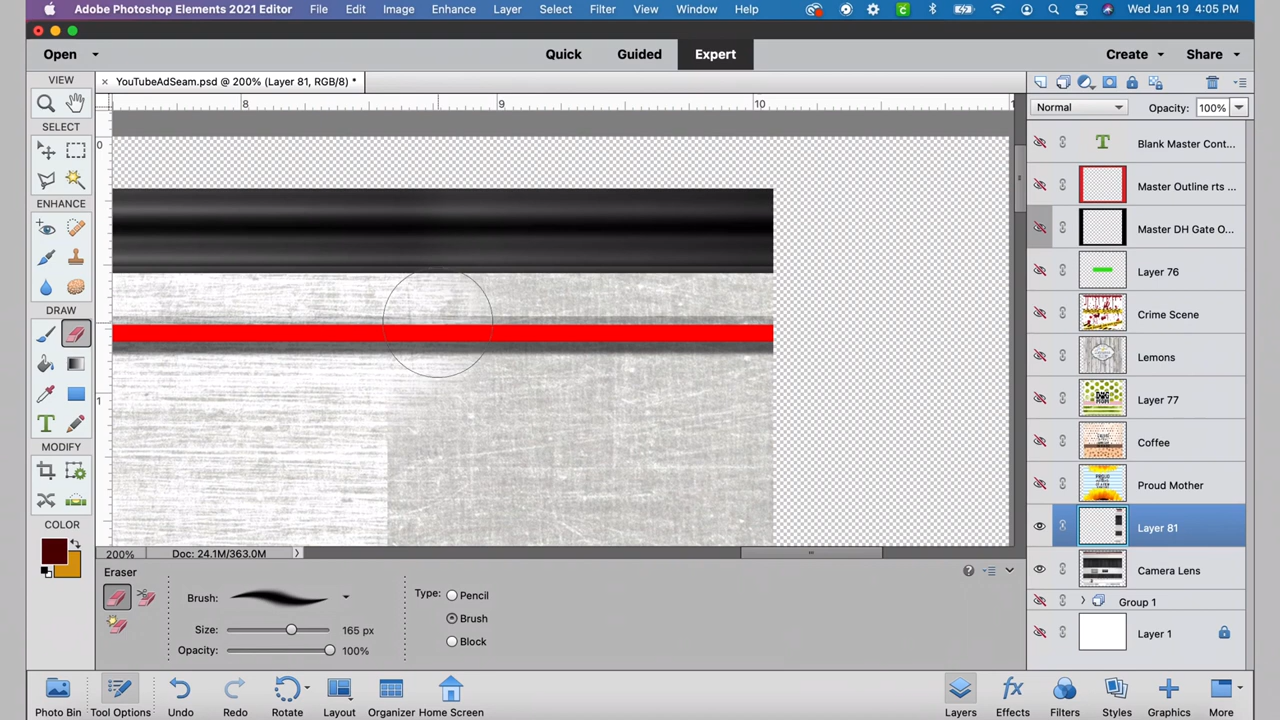 Adobe Photoshop Elements 2021 Editor File Edit Image Enhance Layer Select Filter View Window Help Wed Jan 19 4:05 PM
Open Quick Guided Expert Create Share
VIEW
YouTubeAdSeam.psd @ 200% (Layer 81, RGB/8) *
8 9 10
Normal Opacity: 100%
SELECT
0
Blank Master Cont...
Master Outline rts ...
ENHANCE
Master DH Gate O...
Layer 76
DRAW
Crime Scene
Lemons
1
Layer 77
MODIFY
Coffee
Proud Mother
COLOR
Layer 81
200% Doc: 24.1M/363.0M
Eraser
Camera Lens
Brush: Type: Pencil
Group 1
Brush
Size: 165 px
Layer 1
Block
Opacity: 100%
Photo Bin Tool Options Undo Redo Rotate Layout Organizer Home Screen Layers Effects Filters Styles Graphics More